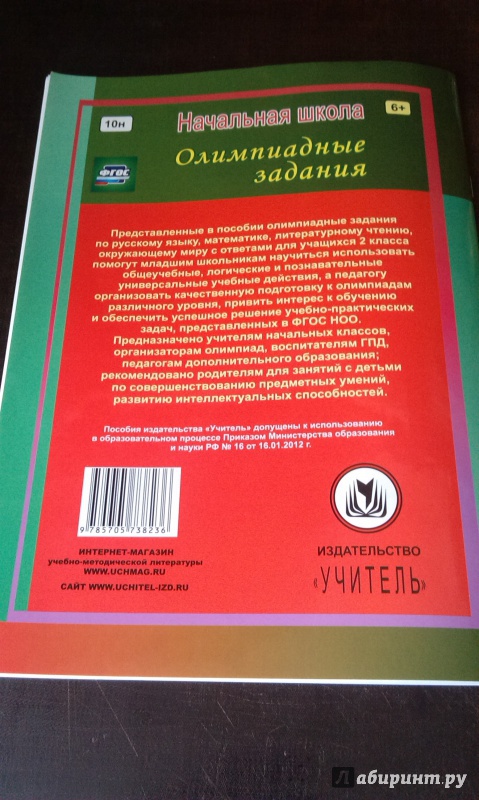 10н
Начальная школа
6+
Олимпиадные
задания
ФГОС
Представленные в пособии олимпиадные задания
по русскому языку, математике, литературному чтению,
окружающему миру с ответами для учащихся 2 класса
помогут младшим школьникам научиться использовать
общеучебные, логические и познавательные
универсальные учебные действия, а педагогу
организовать качественную подготовку к олимпиадам
различного уровня, привить интерес к обучению
и обеспечить успешное решение учебно-практических
задач, представленных в ФГОС НОО.
Предназначено учителям начальных классов,
организаторам олимпиад, воспитателям ГПД,
педагогам дополнительного образования;
рекомендовано родителям для занятий с детьми
по совершенствованию предметных умений,
развитию интеллектуальных способностей.
Пособия издательства «Учитель» допущены к использованию
в образовательном процессе Приказом Министерства образования
и науки РФ № 16 от 16.01.2012 г.
9 785705 738236
ИНТЕРНЕТ-МАГАЗИН
учебно-методической литературы
WWW.UCHMAG.RU
САЙТ WWW.UCHITEL-IZD.RU
ИЗДАТЕЛЬСТВО
«УЧИТЕЛЬ»
Лабиринт.ру